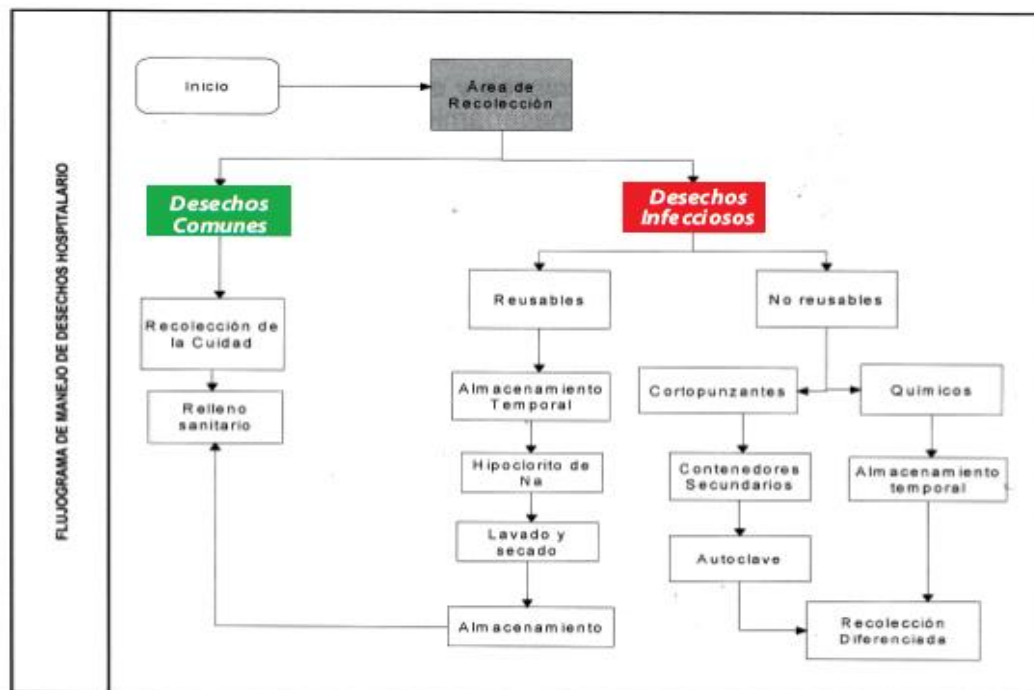 FLUJOGRAMA DE MANEJO DE DESECHOS HOSPITALARIO
Inicio
Área de
Recolección
Desechos
Comunes
Desechos
Infecciosos
Reusables
No reusables
Recolección de
la Cuidad
Relleno
sanitario
Almacenamiento
Temporal
Hipoclorito de
Na
Lavado y
secado
Almacenamiento
Cortopunzantes
Químicos
Contenedores
Secundarios
Almacenamiento
temporal
Autoclave
Recolección
Diferenciada